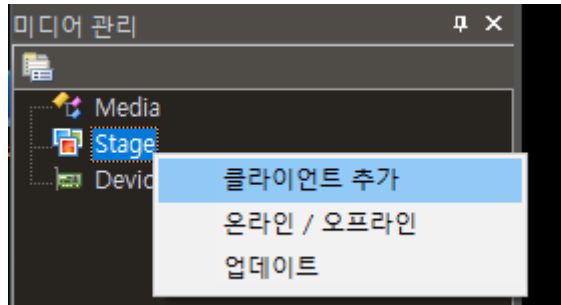 미디어 관리
Media
Stage
클라이언트 추가
Devic
온라인 / 오프라인
업데이트